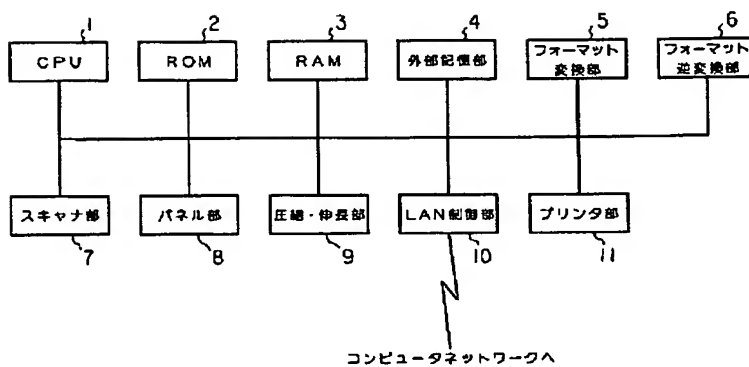 1
2
3
4
5
6
CPU
ROM
RAM
外部記憶部
フォーマット
変換部
フォーマット
逆変換部
スキャナ部
パネル部
圧縮・伸長部
LAN制御部
プリンタ部
7
8
9
10
11
コンピュータネットワークへ